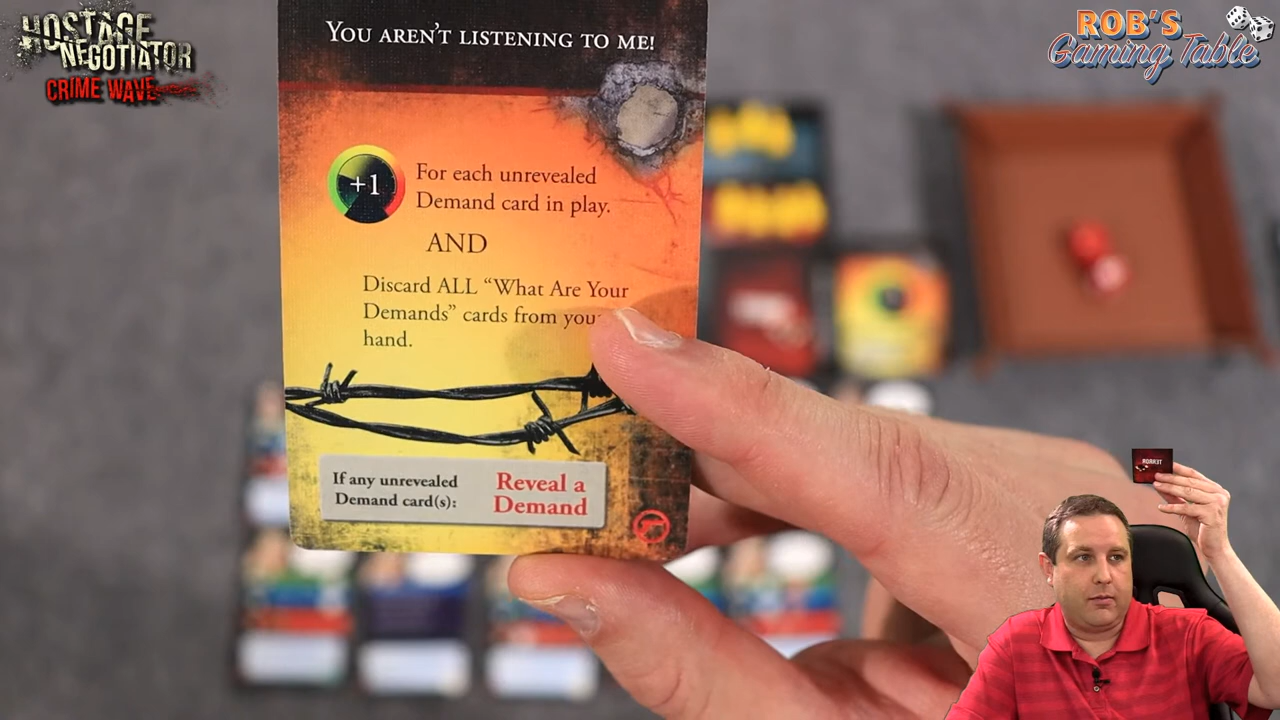 HOSTAGE
NEGOTIATOR
CRIME WAVE
ROB'S
Gaming Table
YOU AREN'T LISTENING TO ME!
+1
For each unrevealed
Demand card in play.
AND
Discard ALL “What Are Your
Demands” cards from you
hand.
If any unrevealed
Demand card(s):
Reveal a
Demand